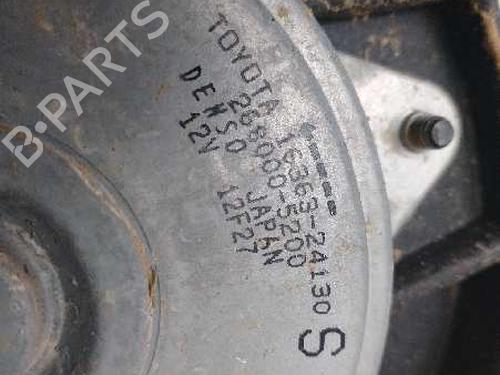 B-PARTS
TOYOTA 16363-24130
268000-5200
DENSO JAPAN
12V 12F27
S